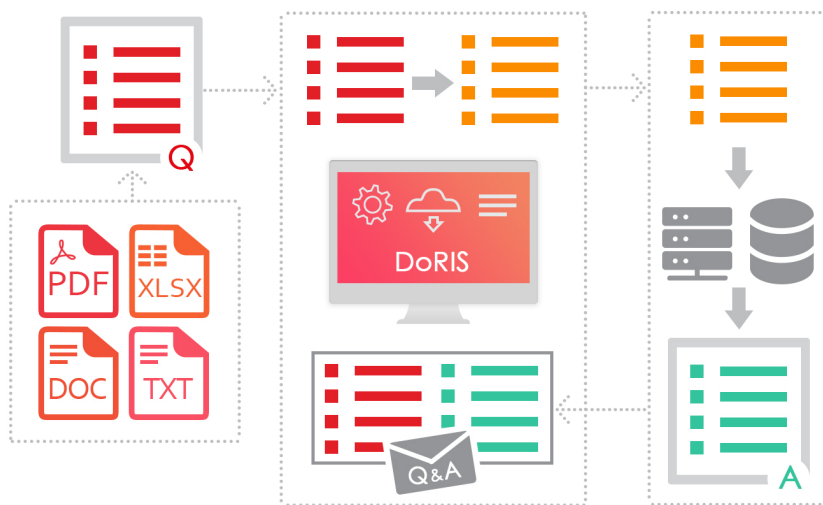 Q
PDF
XLSX
DOC
TXT
DoRIS
Q&A
A